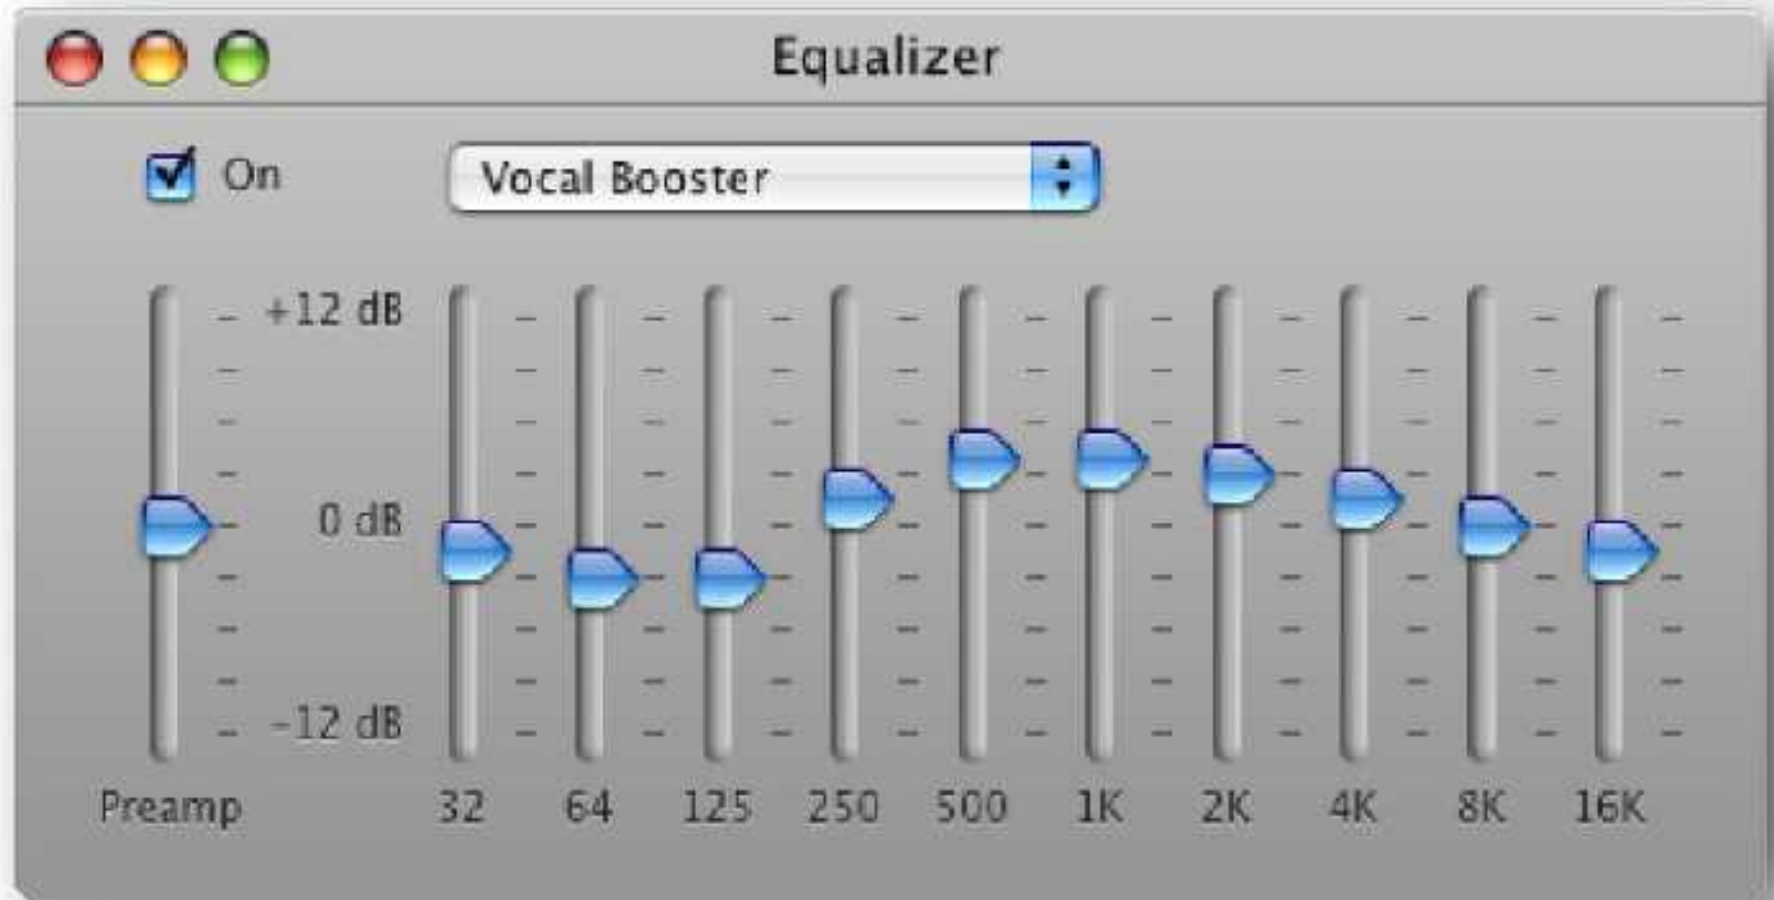 Equalizer
On
Vocal Booster
+12 dB
0 dB
-12 dB
Preamp 32 64 125 250 500 1K 2K 4K 8K 16K